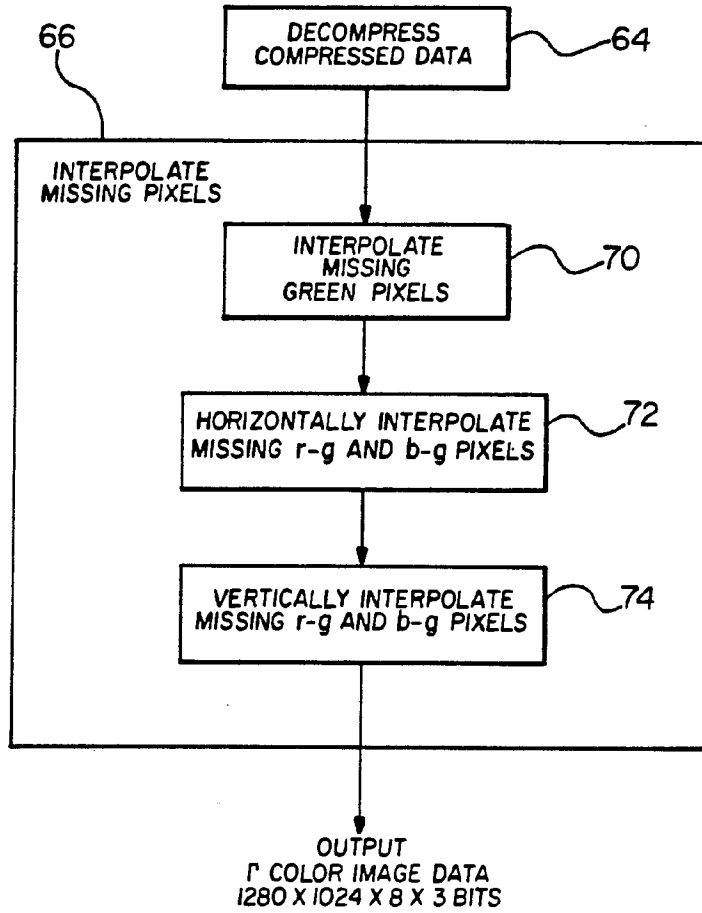 66
DECOMPRESS
COMPRESSED DATA
64
INTERPOLATE
MISSING PIXELS
INTERPOLATE
MISSING
GREEN PIXELS
70
HORIZONTALLY INTERPOLATE
MISSING r-g AND b-g PIXELS
72
VERTICALLY INTERPOLATE
MISSING r-g AND b-g PIXELS
74
OUTPUT
Γ COLOR IMAGE DATA
1280 X 1024 X 8 X 3 BITS